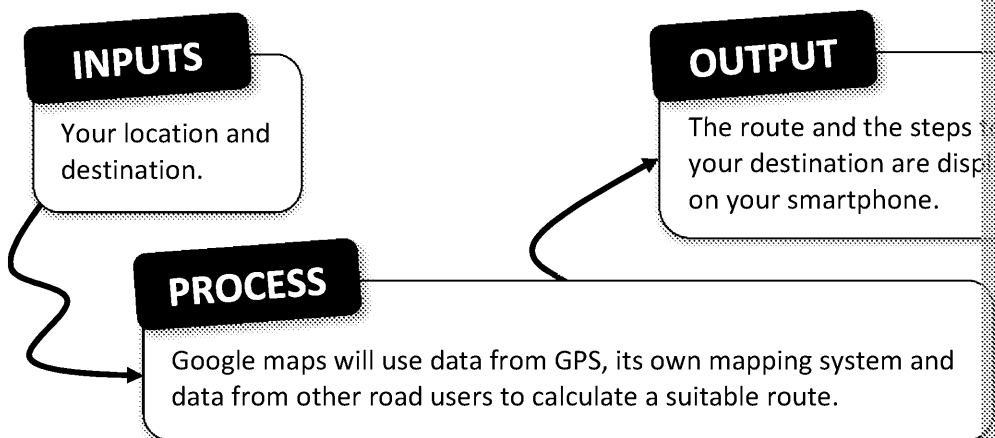 INPUTS
Your location and
destination.
OUTPUT
The route and the steps
your destination are disp
on your smartphone.
PROCESS
Google maps will use data from GPS, its own mapping system and
data from other road users to calculate a suitable route.